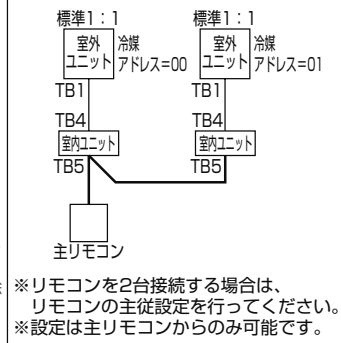 標準1：1 標準1：1
室外 冷媒 室外 冷媒
ユニット アドレス=00 ユニット アドレス=01
TB1 TB1
TB4 TB4
室内ユニット 室内ユニット
TB5 TB5
主リモコン
※リモコンを2台接続する場合は、
リモコンの主従設定を行ってください。
※設定は主リモコンからのみ可能です。